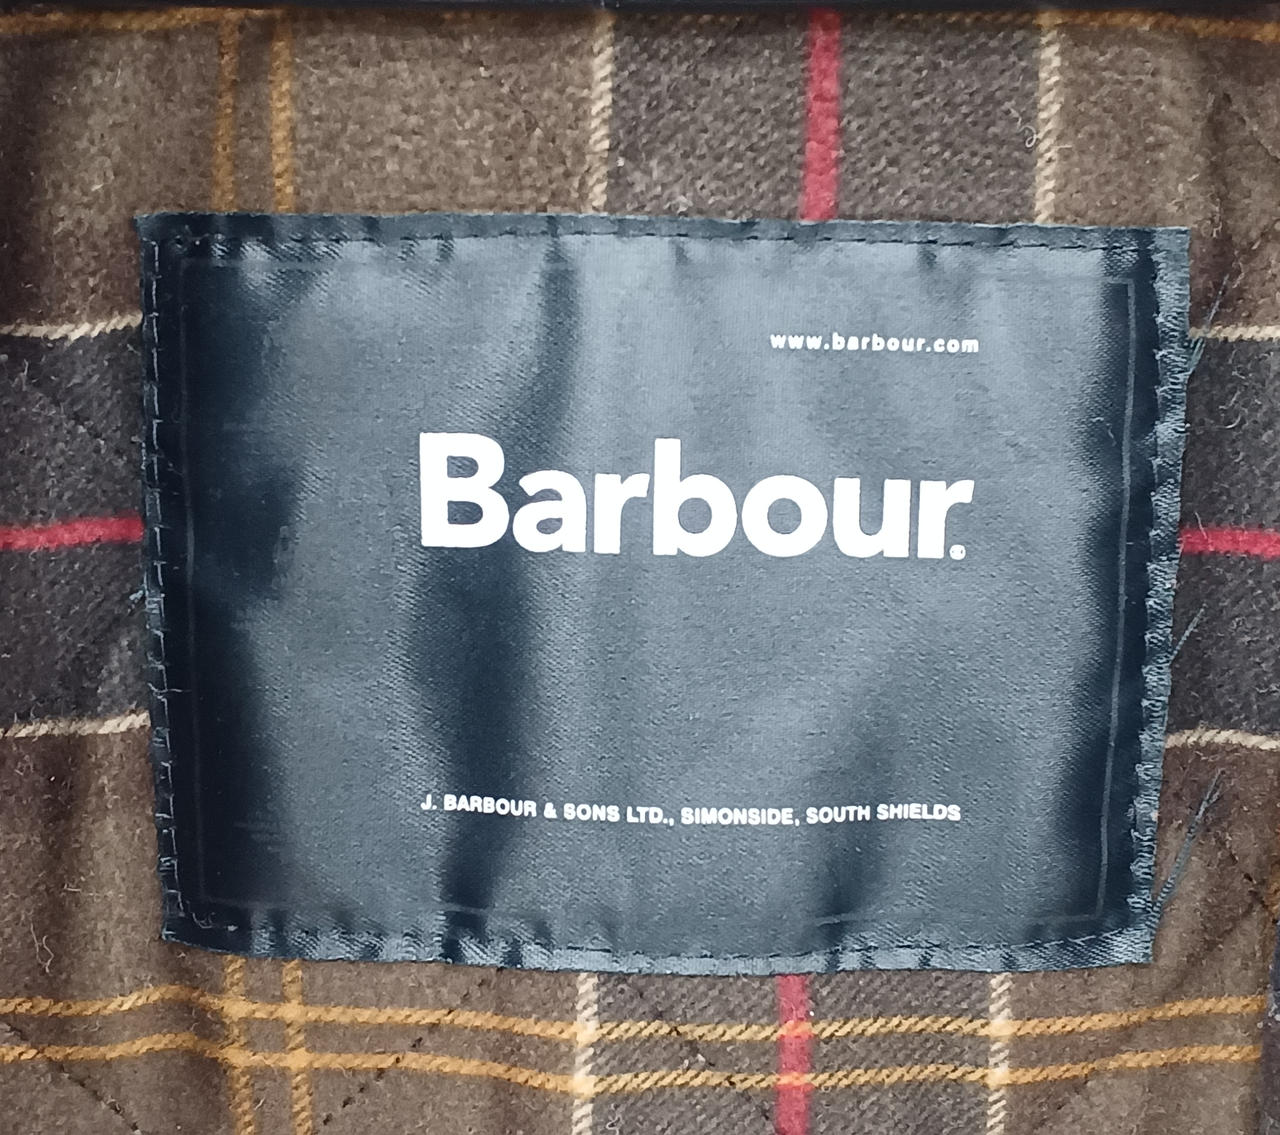 www.barbour.com
Barbour®
J. BARBOUR & SONS LTD., SIMONSIDE, SOUTH SHIELDS